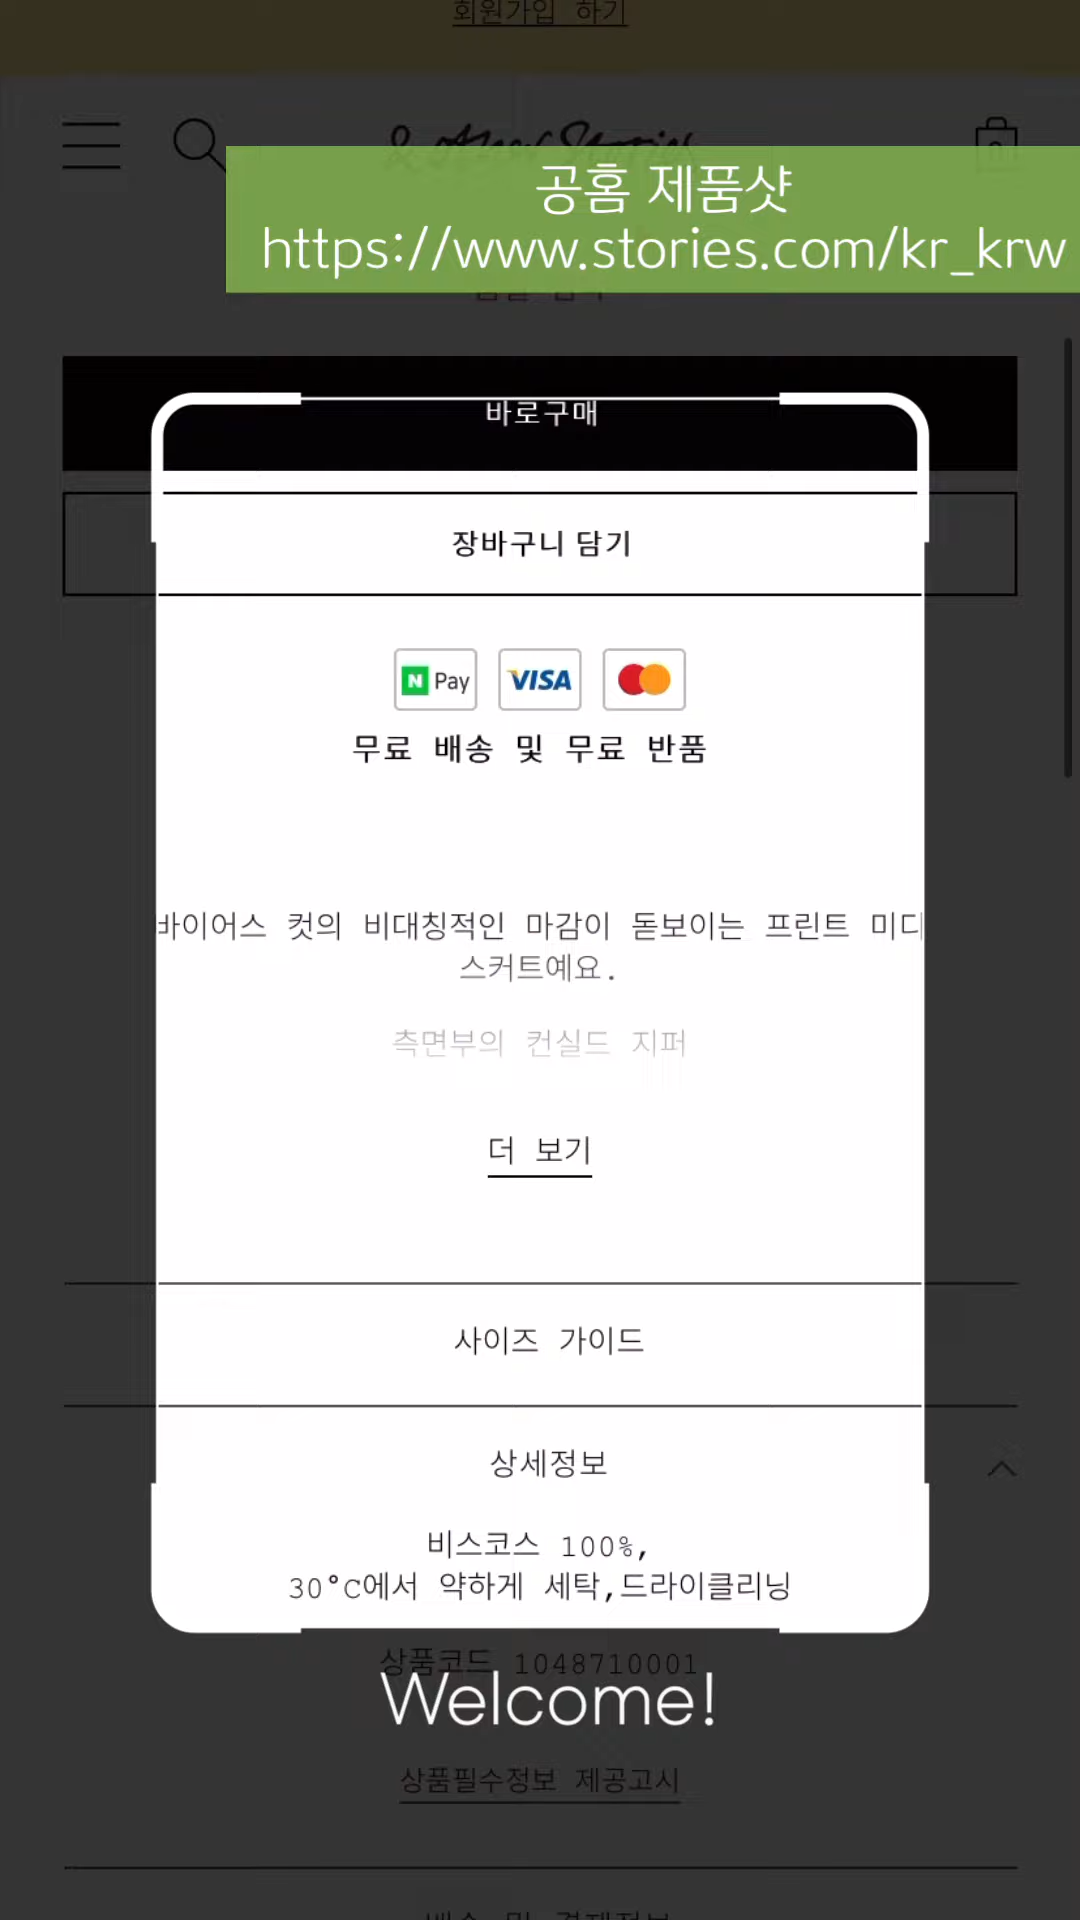 회원가입 하기
& other Stories
공홈 제품샷
https://www.stories.com/kr_krw
바로구매
장바구니 담기
N Pay VISA
무료 배송 및 무료 반품
바이어스 컷의 비대칭적인 마감이 돋보이는 프린트 미디
스커트예요.
측면부의 컨실드 지퍼
더 보기
사이즈 가이드
상세정보
비스코스 100%,
30°C에서 약하게 세탁,드라이클리닝
상품코드 1048710001
Welcome!
상품필수정보 제공고시